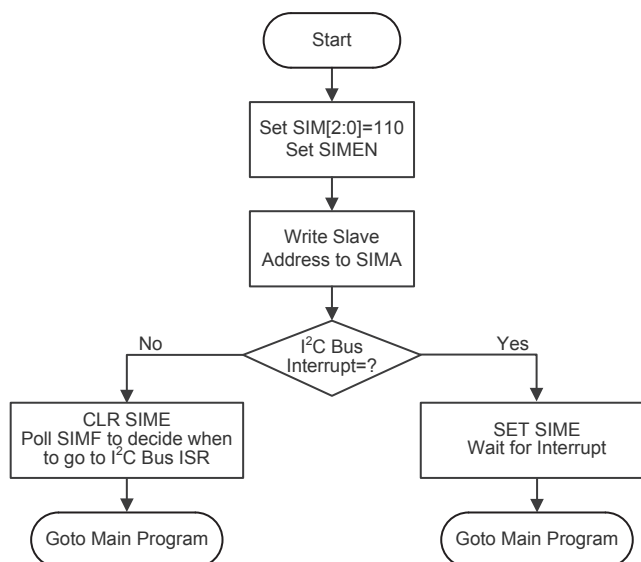 Start
Set SIM[2:0]=110
Set SIMEN
Write Slave
Address to SIMA
I²C Bus
Interrupt=?
No
Yes
CLR SIME
Poll SIMF to decide when
to go to I²C Bus ISR
SET SIME
Wait for Interrupt
Goto Main Program
Goto Main Program